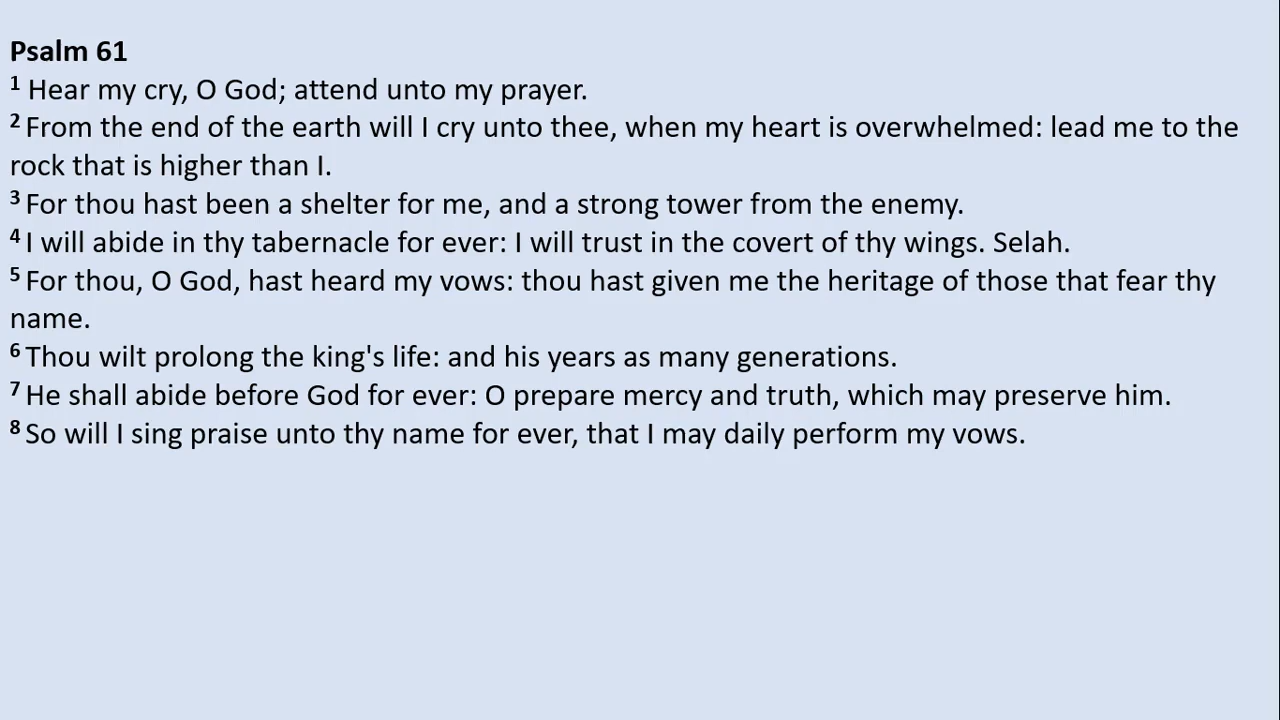 Psalm 61
1 Hear my cry, O God; attend unto my prayer.
2 From the end of the earth will I cry unto thee, when my heart is overwhelmed: lead me to the
rock that is higher than I.
3 For thou hast been a shelter for me, and a strong tower from the enemy.
4 I will abide in thy tabernacle for ever: I will trust in the covert of thy wings. Selah.
5 For thou, O God, hast heard my vows: thou hast given me the heritage of those that fear thy
name.
6 Thou wilt prolong the king's life: and his years as many generations.
7 He shall abide before God for ever: O prepare mercy and truth, which may preserve him.
8 So will I sing praise unto thy name for ever, that I may daily perform my vows.